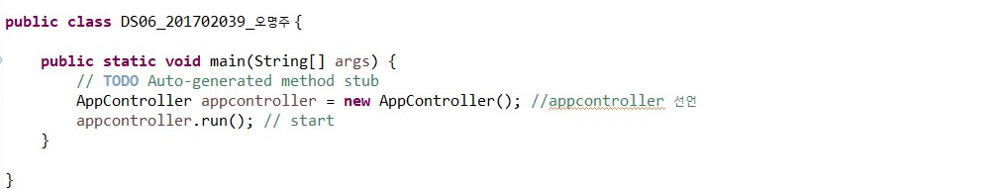 public class DS06_201702039_오명주 {
public static void main(String[] args) {
// TODO Auto-generated method stub
AppController appcontroller = new AppController(); //appcontroller 선언
appcontroller.run(); // start
}
}